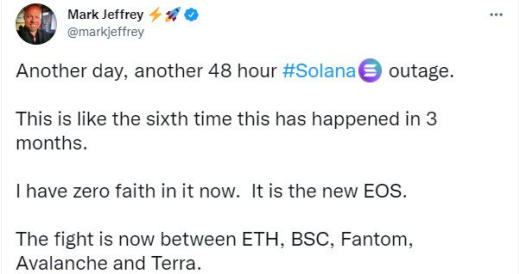 Mark Jeffrey ⚡🚀
@markjeffrey
Another day, another 48 hour #Solana outage.
This is like the sixth time this has happened in 3
months.
I have zero faith in it now. It is the new EOS.
The fight is now between ETH, BSC, Fantom,
Avalanche and Terra.